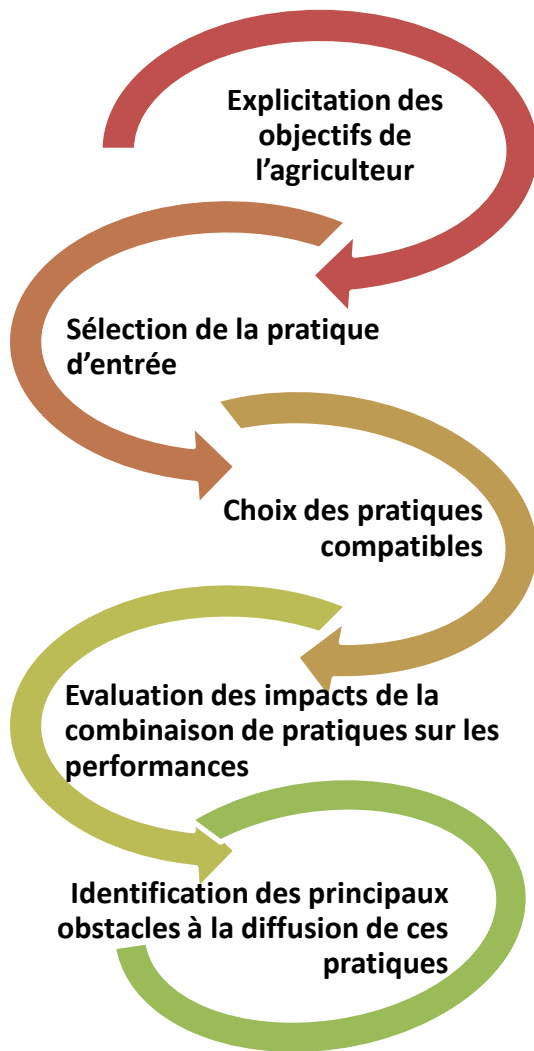 Explicitation des
objectifs de
l’agriculteur
Sélection de la pratique
d’entrée
Choix des pratiques
compatibles
Evaluation des impacts de la
combinaison de pratiques sur les
performances
Identification des principaux
obstacles à la diffusion de ces
pratiques